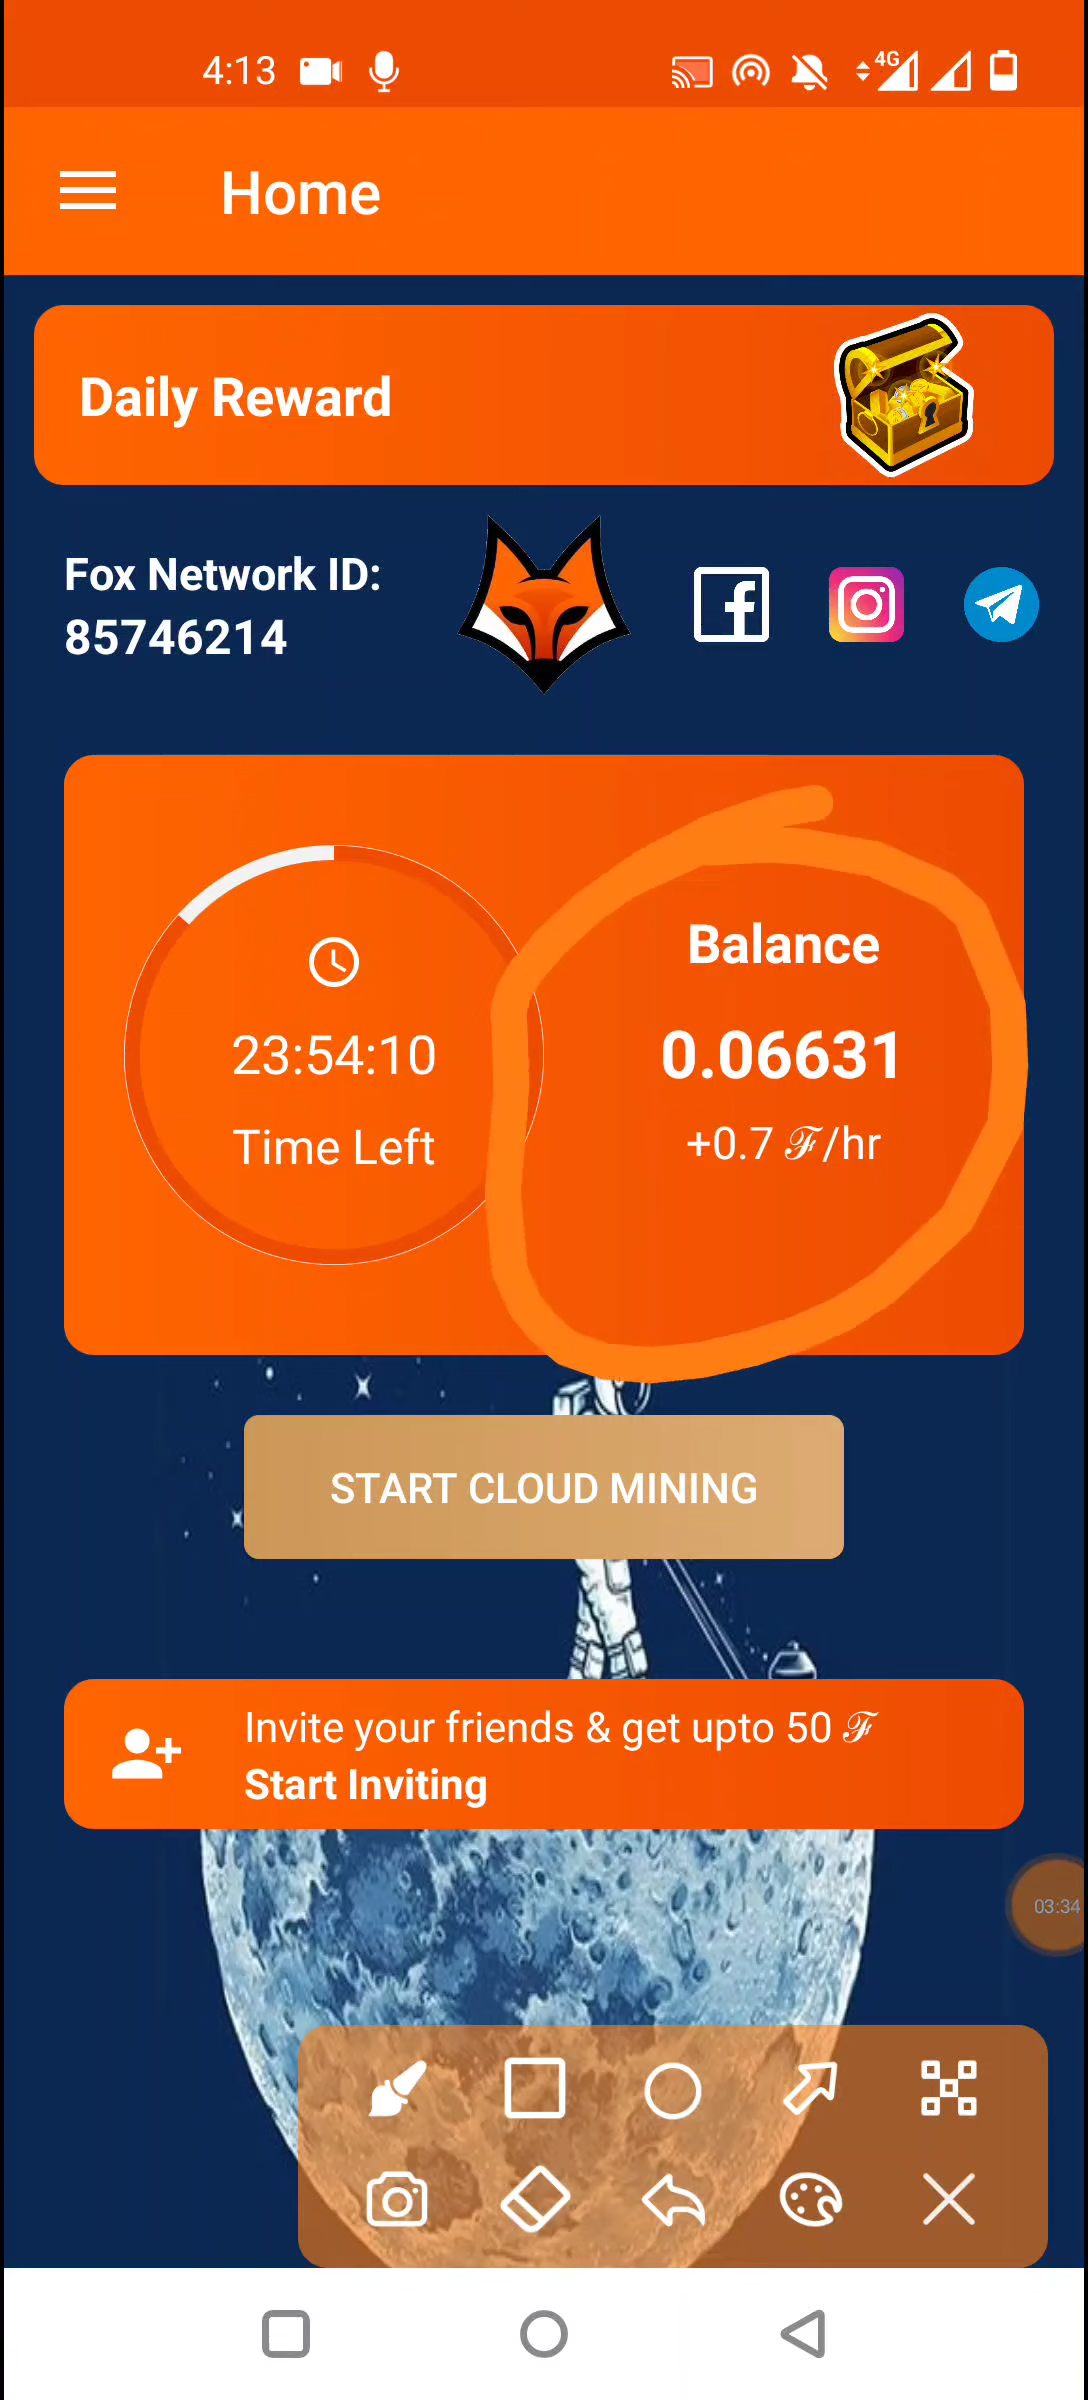 4:13
4G
Home
Daily Reward
Fox Network ID:
85746214
23:54:10
Time Left
Balance
0.06631
+0.7 ℱ/hr
START CLOUD MINING
Invite your friends & get upto 50 ℱ
Start Inviting
03:34